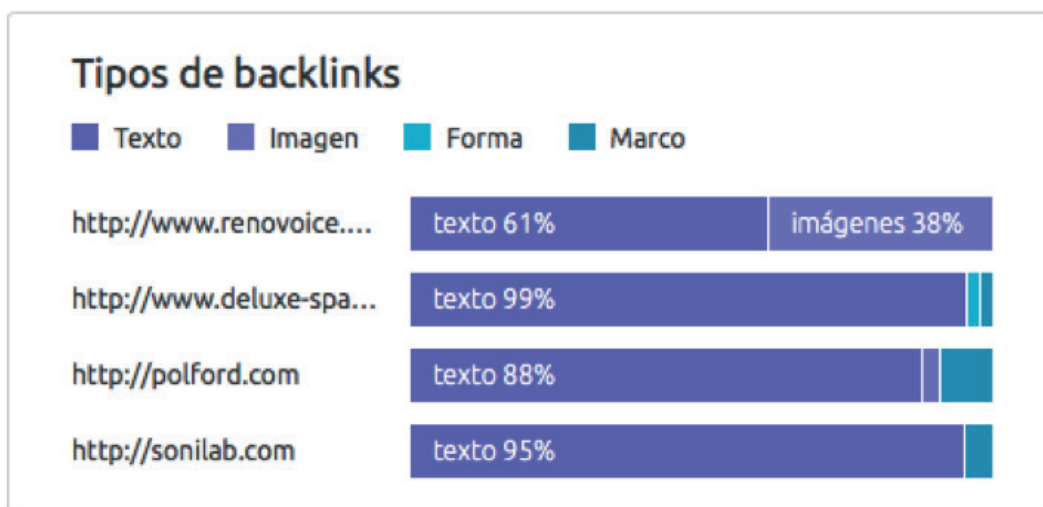 Tipos de backlinks
Texto Imagen Forma Marco
http://www.renovoice.... texto 61% imágenes 38%
http://www.deluxe-spa... texto 99%
http://polford.com texto 88%
http://sonilab.com texto 95%